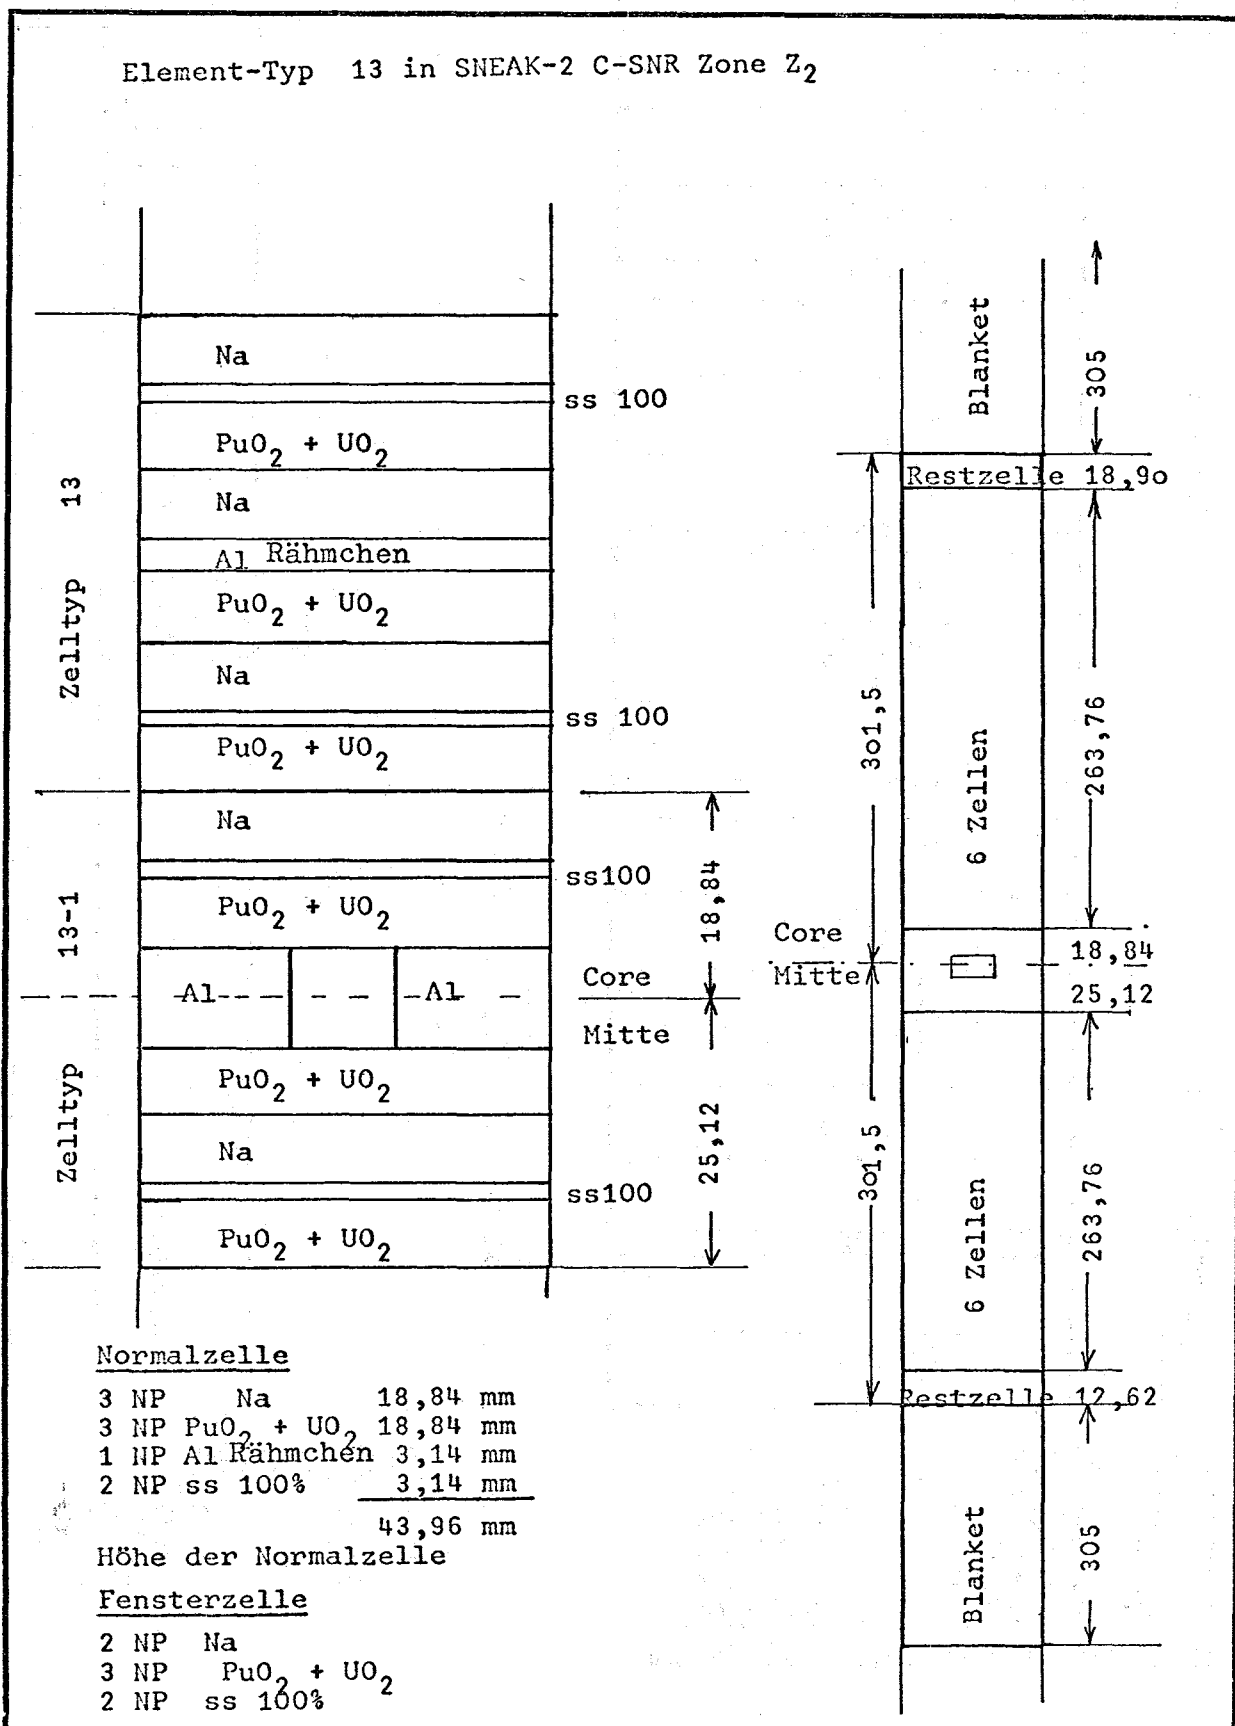 Element-Typ 13 in SNEAK-2 C-SNR Zone Z2
Na
ss 100
PuO2 + UO2
Na
Al Rähmchen
PuO2 + UO2
Na
ss 100
PuO2 + UO2
Zelltyp 13
Na
ss100
PuO2 + UO2
18,84
Al
Al
Core
Mitte
PuO2 + UO2
Na
ss100
PuO2 + UO2
25,12
Zelltyp 13-1
Blanket
305
Restzelle 18,9o
3o1,5
6 Zellen
263,76
Core
Mitte
18,84
25,12
3o1,5
6 Zellen
263,76
Restzelle 12,62
Blanket
305
Normalzelle
3 NP Na 18,84 mm
3 NP PuO2 + UO2 18,84 mm
1 NP Al Rähmchen 3,14 mm
2 NP ss 100% 3,14 mm
43,96 mm
Höhe der Normalzelle
Fensterzelle
2 NP Na
3 NP PuO2 + UO2
2 NP ss 100%